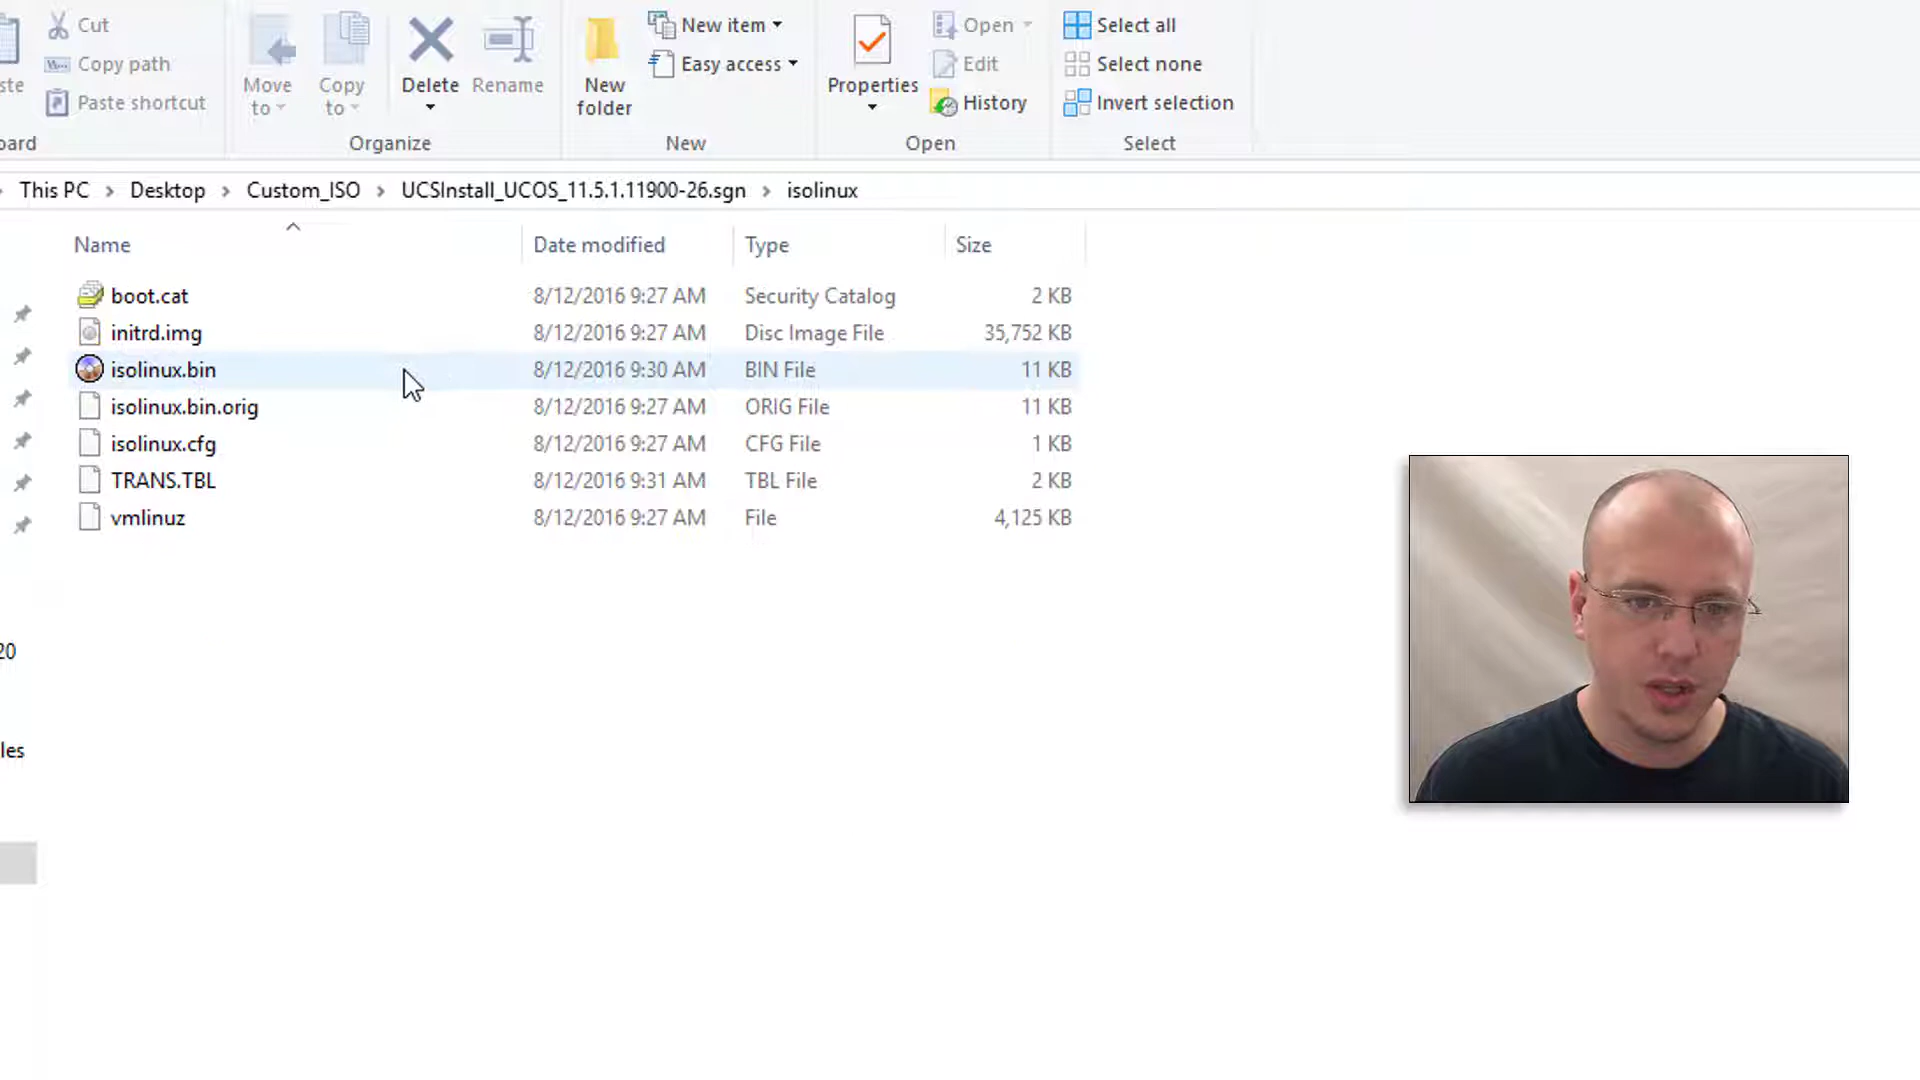 Cut
Copy path
Paste shortcut
ste
oard
Move to
Copy to
Delete
Rename
Organize
New folder
New item
Easy access
New
Properties
Open
Edit
History
Open
Select all
Select none
Invert selection
Select
This PC > Desktop > Custom_ISO > UCSInstall_UCOS_11.5.1.11900-26.sgn > isolinux
Name Date modified Type Size
boot.cat 8/12/2016 9:27 AM Security Catalog 2 KB
initrd.img 8/12/2016 9:27 AM Disc Image File 35,752 KB
isolinux.bin 8/12/2016 9:30 AM BIN File 11 KB
isolinux.bin.orig 8/12/2016 9:27 AM ORIG File 11 KB
isolinux.cfg 8/12/2016 9:27 AM CFG File 1 KB
TRANS.TBL 8/12/2016 9:31 AM TBL File 2 KB
vmlinuz 8/12/2016 9:27 AM File 4,125 KB
20
les